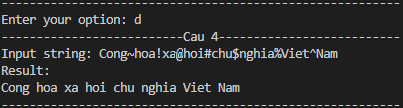 ------------------------------------------------------------
Enter your option: d
---------------------------Cau 4----------------------------
Input string: Cong~hoa!xa@hoi#chu$nghia%Viet^Nam
Result:
Cong hoa xa hoi chu nghia Viet Nam
------------------------------------------------------------